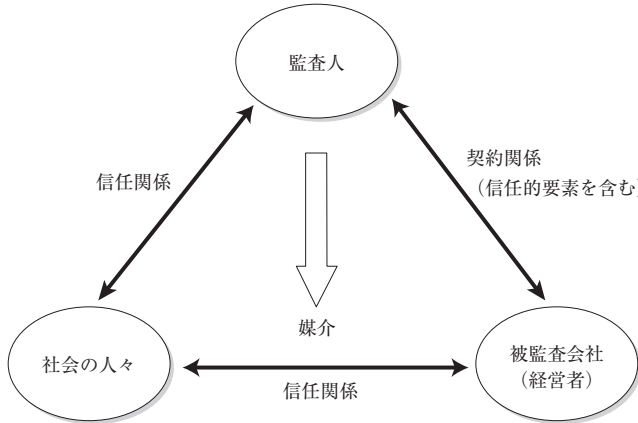 監査人
信任関係
契約関係
（信任的要素を含む）
媒介
社会の人々
被監査会社
（経営者）
信任関係